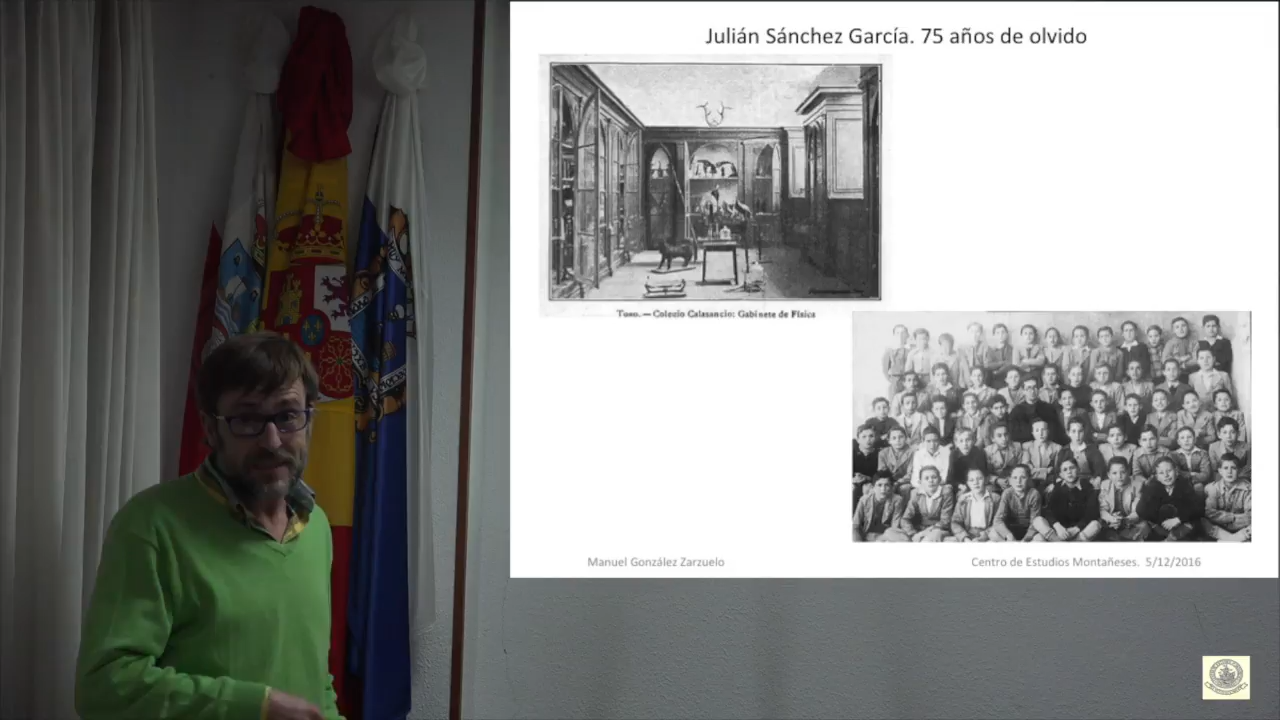 Julián Sánchez García. 75 años de olvido
Toro. — Colegio Calasancio: Gabinete de Física
Manuel González Zarzuelo
Centro de Estudios Montañeses. 5/12/2016